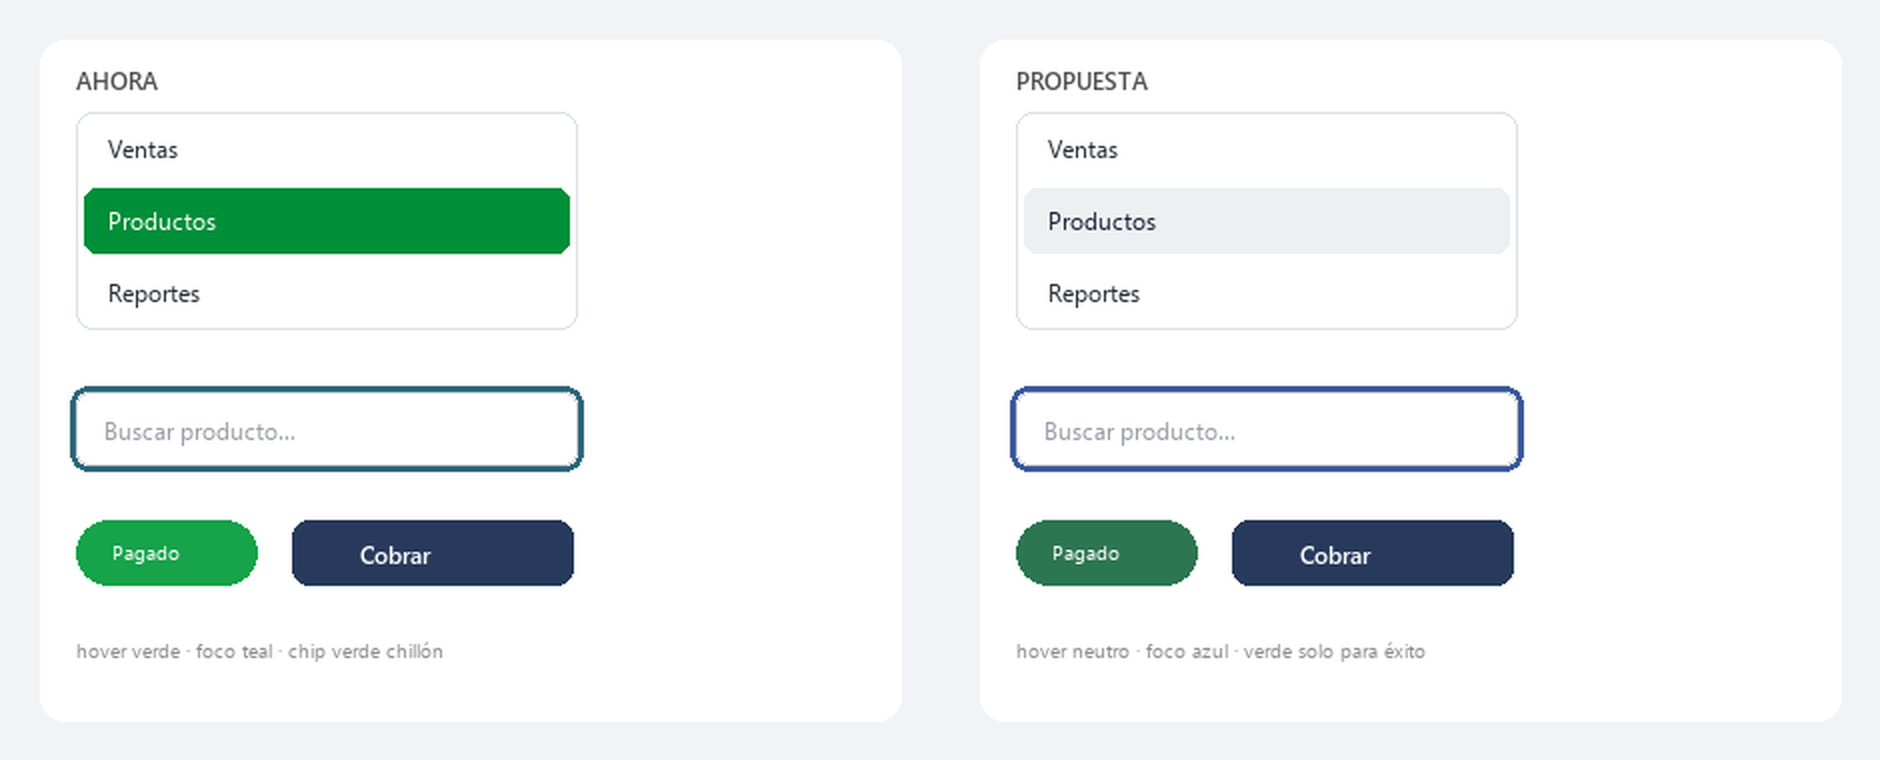 AHORA
Ventas
Productos
Reportes
Buscar producto...
Pagado
Cobrar
hover verde · foco teal · chip verde chillón
PROPUESTA
Ventas
Productos
Reportes
Buscar producto...
Pagado
Cobrar
hover neutro · foco azul · verde solo para éxito